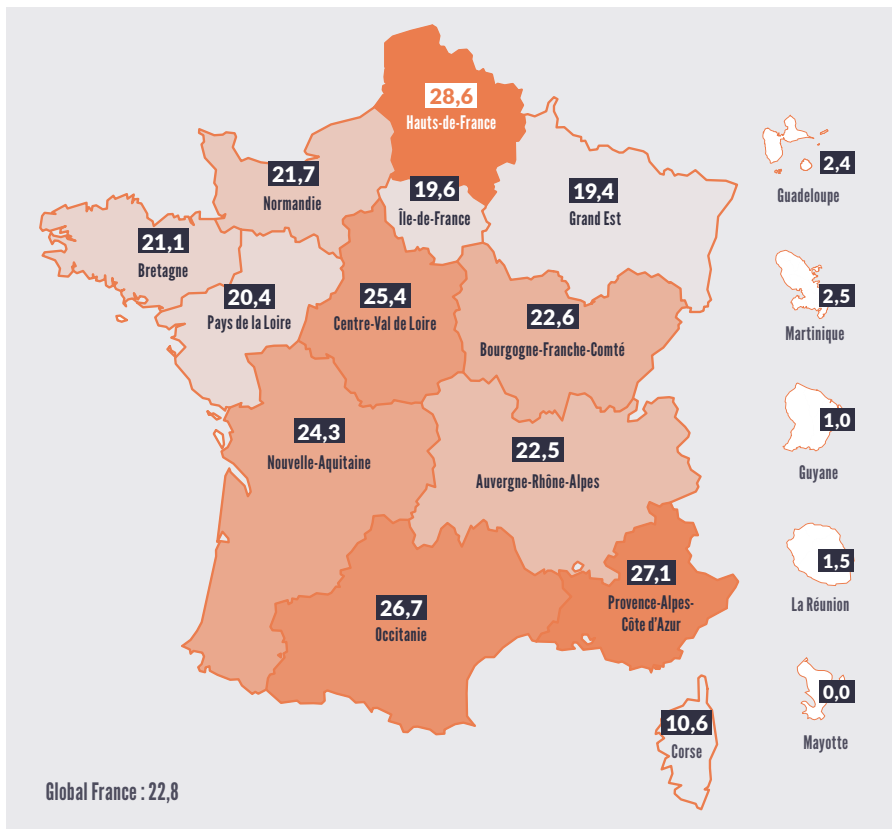 28,6
Hauts-de-France
21,7
Normandie
19,6
Île-de-France
19,4
Grand Est
21,1
Bretagne
20,4
Pays de la Loire
25,4
Centre-Val de Loire
22,6
Bourgogne-Franche-Comté
24,3
Nouvelle-Aquitaine
22,5
Auvergne-Rhône-Alpes
26,7
Occitanie
27,1
Provence-Alpes-
Côte d'Azur
10,6
Corse
2,4
Guadeloupe
2,5
Martinique
1,0
Guyane
1,5
La Réunion
0,0
Mayotte
Global France : 22,8